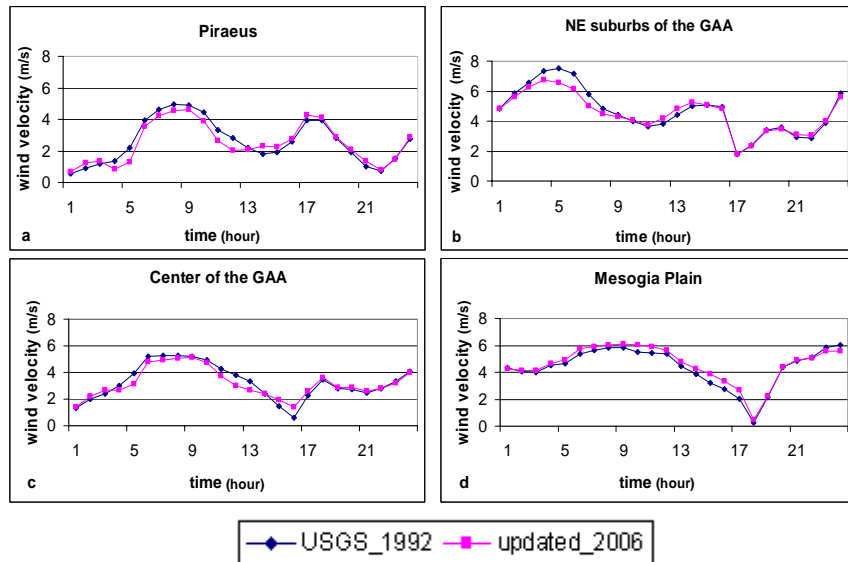 Piraeus
wind velocity (m/s)
8
6
4
2
0
1 5 9 13 17 21
a
time (hour)
NE suburbs of the GAA
wind velocity (m/s)
8
6
4
2
0
1 5 9 13 17 21
b
time (hour)
Center of the GAA
wind velocity (m/s)
8
6
4
2
0
1 5 9 13 17 21
c
time (hour)
Mesogia Plain
wind velocity (m/s)
8
6
4
2
0
1 5 9 13 17 21
d
time (hour)
USGS_1992 updated_2006